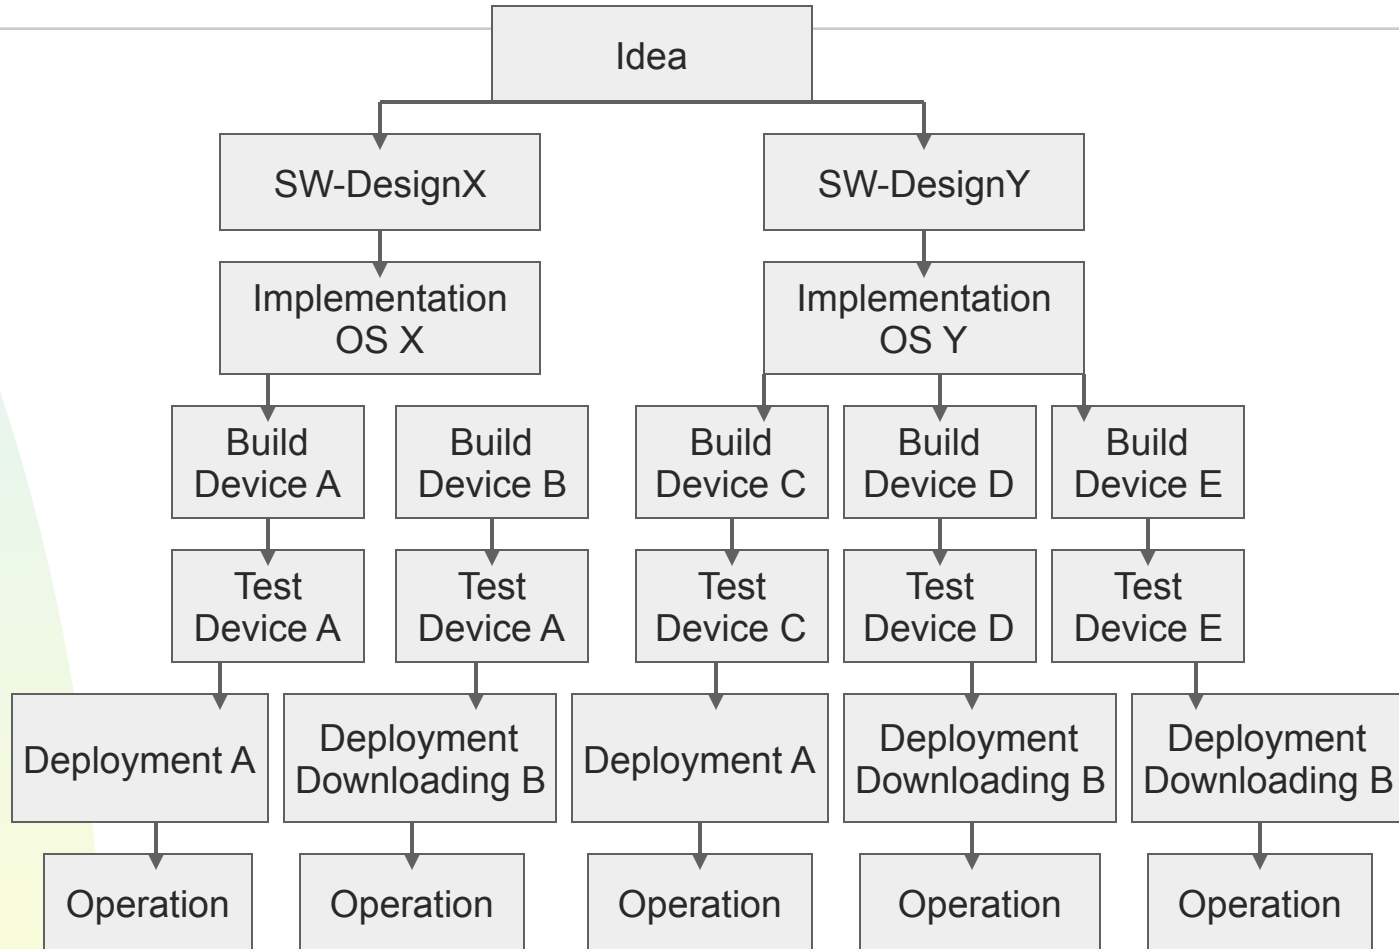 Idea
SW-DesignX
SW-DesignY
Implementation
OS X
Implementation
OS Y
Build
Device A
Build
Device B
Build
Device C
Build
Device D
Build
Device E
Test
Device A
Test
Device A
Test
Device C
Test
Device D
Test
Device E
Deployment A
Deployment
Downloading B
Deployment A
Deployment
Downloading B
Deployment
Downloading B
Operation
Operation
Operation
Operation
Operation